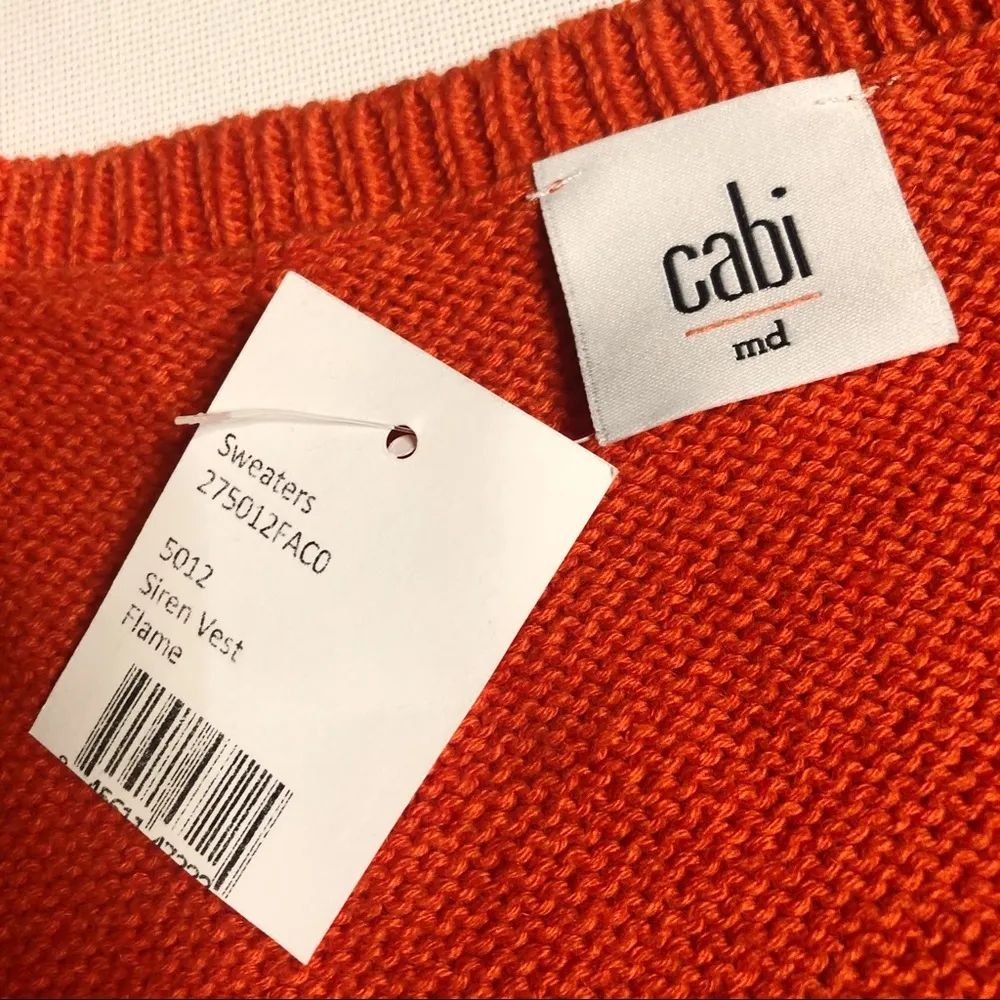 cabi
md
Sweaters
275012FAC0
5012
Siren Vest
Flame